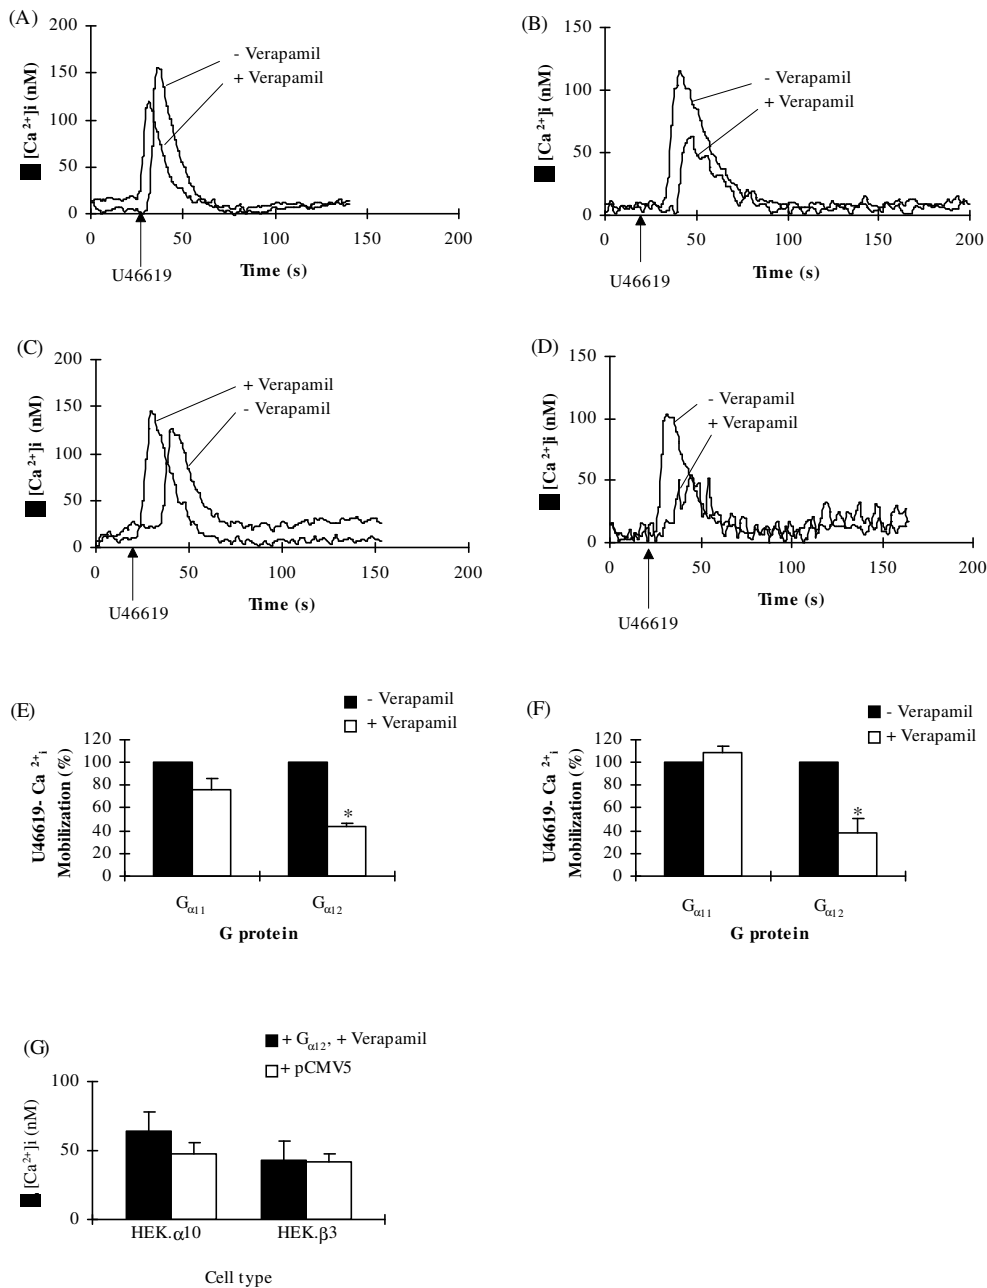 (A)
200
150
100
50
0
[Ca²⁺]i (nM)
- Verapamil
+ Verapamil
0 50 100 150 200
U46619
Time (s)
(B)
150
100
50
0
[Ca²⁺]i (nM)
- Verapamil
+ Verapamil
0 50 100 150 200
U46619
Time (s)
(C)
200
150
100
50
0
[Ca²⁺]i (nM)
+ Verapamil
- Verapamil
0 50 100 150 200
U46619
Time (s)
(D)
150
100
50
0
[Ca²⁺]i (nM)
- Verapamil
+ Verapamil
0 50 100 150 200
U46619
Time (s)
(E)
- Verapamil
+ Verapamil
U46619- Ca²⁺ᵢ
Mobilization (%)
120
100
80
60
40
20
0
*
Gα11 Gα12
G protein
(F)
- Verapamil
+ Verapamil
U46619- Ca²⁺ᵢ
Mobilization (%)
120
100
80
60
40
20
0
*
Gα11 Gα12
G protein
(G)
+ Gα12, + Verapamil
+ pCMV5
[Ca²⁺]i (nM)
100
50
0
HEK.α10 HEK.β3
Cell type